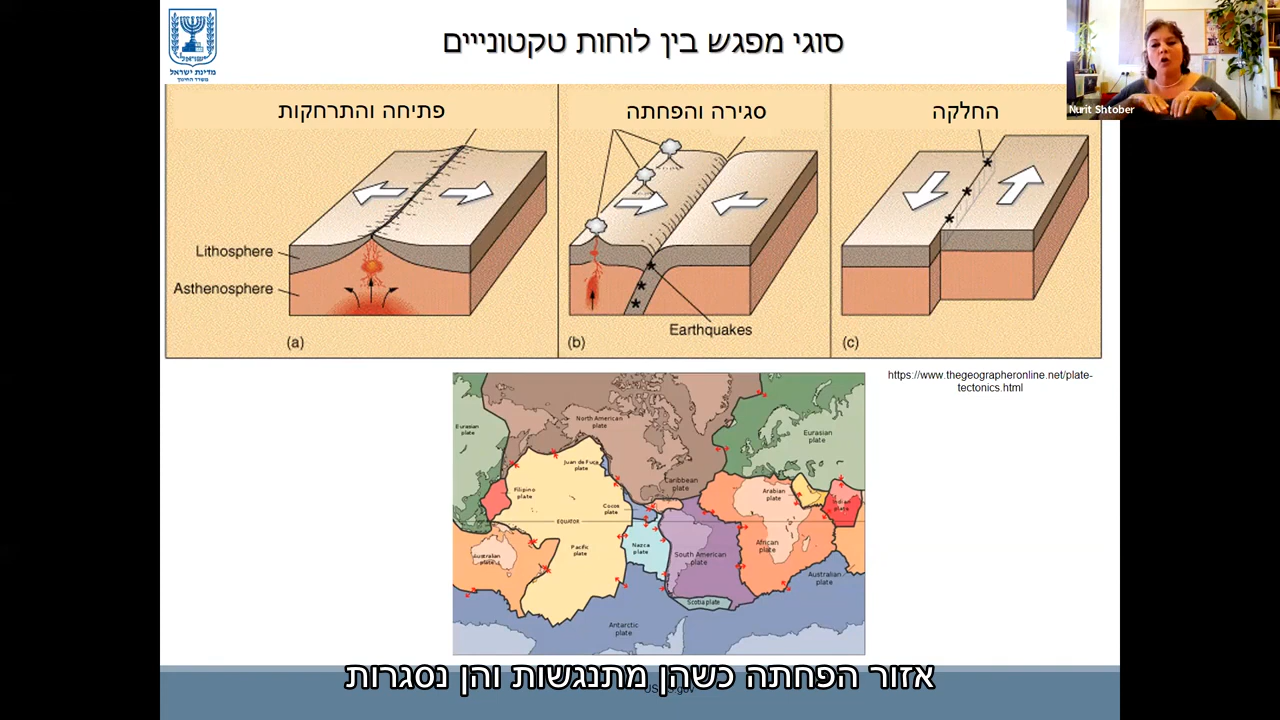 סוגי מפגש בין לוחות טקטונייים
מדינת ישראל
משרד החינוך
Nurit Shtober
פתיחה והתרחקות
סגירה והפחתה
החלקה
Lithosphere
Asthenosphere
Earthquakes
(a)
(b)
(c)
https://www.thegeographeronline.net/plate-
tectonics.html
Eurasian
plate
North American
plate
Eurasian
plate
Juan de Fuca
plate
Filipino
plate
Caribbean
plate
Arabian
plate
Indian
plate
Cocos
plate
EQUATOR
Pacific
plate
Nazca
plate
South American
plate
African
plate
Australian
plate
Australian
plate
Scotia plate
Antarctic
plate
אזור הפחתה כשהן מתנגשות והן נסגרות